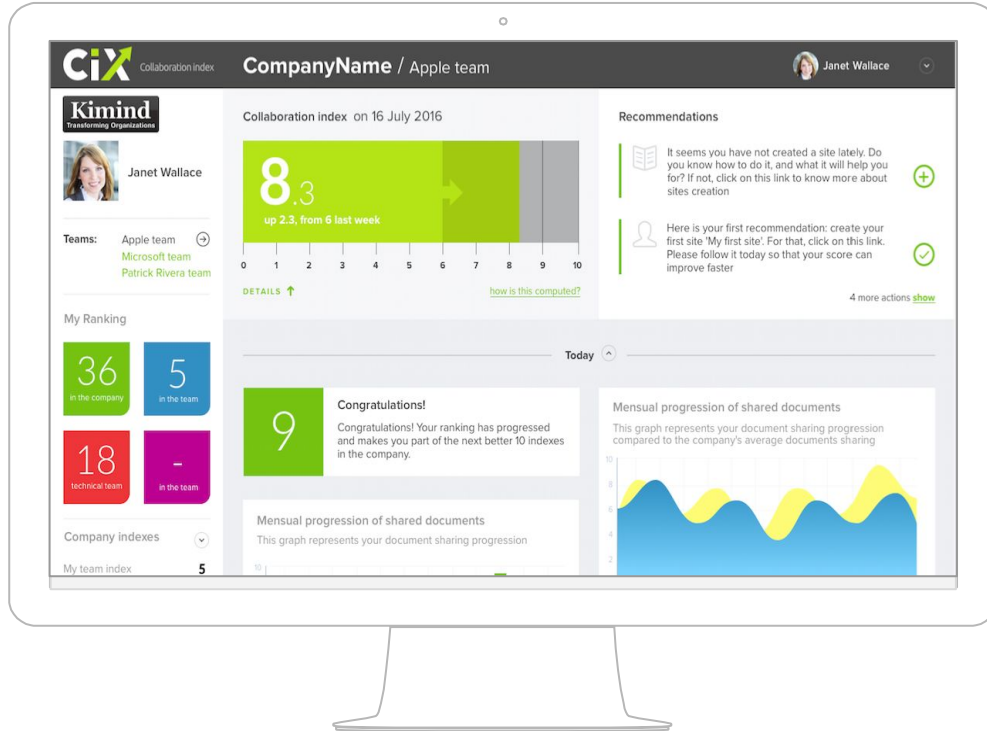 CiX Collaboration index
CompanyName / Apple team
Janet Wallace
Kimind
Transforming Organizations
Janet Wallace
Teams:
Apple team
Microsoft team
Patrick Rivera team
My Ranking
36
in the company
5
in the team
18
technical team
-
in the team
Company indexes
My team index 5
Collaboration index on 16 July 2016
8.3
up 2.3, from 6 last week
0 1 2 3 4 5 6 7 8 9 10
DETAILS
how is this computed?
Recommendations
It seems you have not created a site lately. Do
you know how to do it, and what it will help you
for? If not, click on this link to know more about
sites creation
Here is your first recommendation: create your
first site 'My first site'. For that, click on this link.
Please follow it today so that your score can
improve faster
4 more actions show
Today
9
Congratulations!
Congratulations! Your ranking has progressed
and makes you part of the next better 10 indexes
in the company.
Mensual progression of shared documents
This graph represents your document sharing progression
10
Mensual progression of shared documents
This graph represents your document sharing progression
compared to the company's average documents sharing
10
8
6
4
2